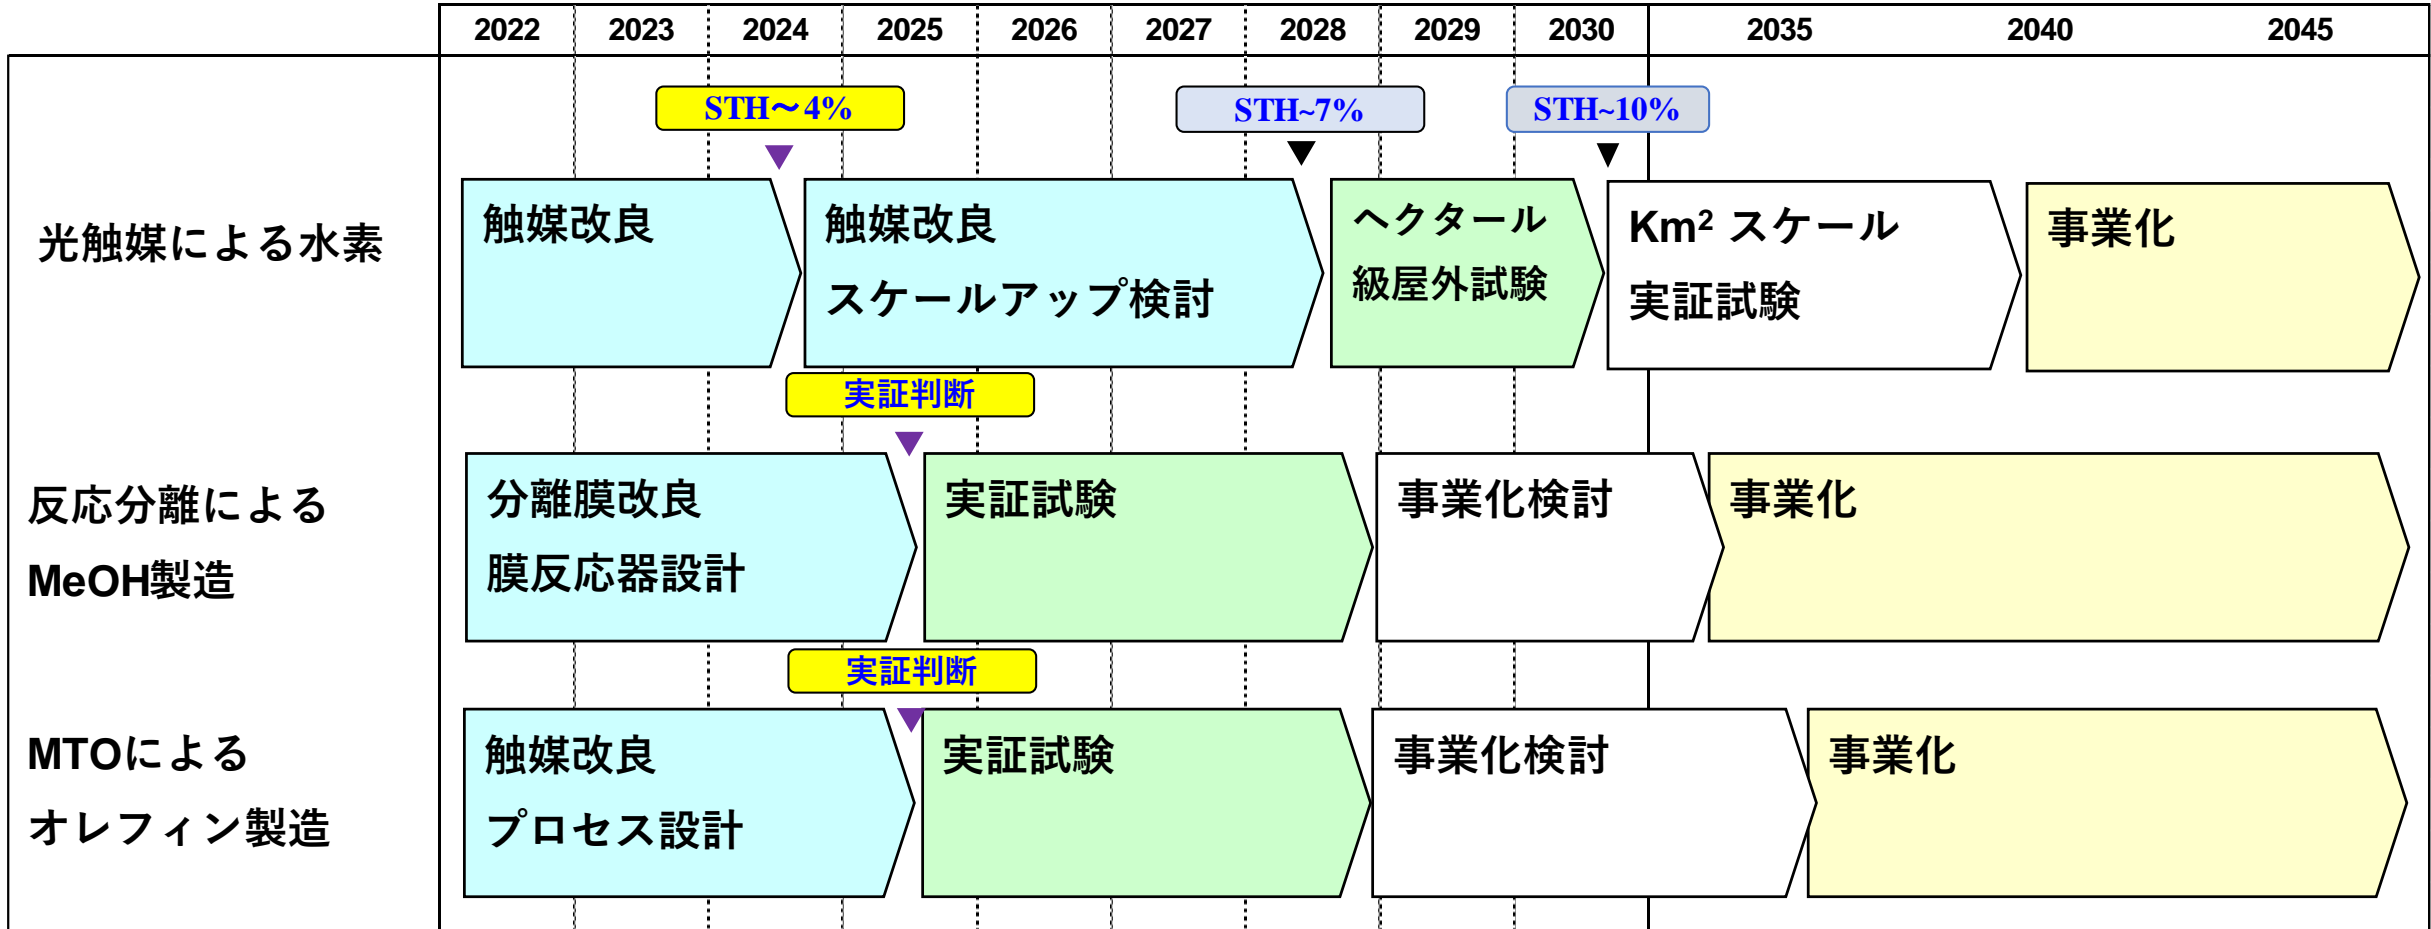 2022 2023 2024 2025 2026 2027 2028 2029 2030 2035 2040 2045
STH～4% STH~7% STH~10%
光触媒による水素
触媒改良
触媒改良
スケールアップ検討
ヘクタール
級屋外試験
Km² スケール
実証試験
事業化
実証判断
反応分離による
MeOH製造
分離膜改良
膜反応器設計
実証試験
事業化検討
事業化
実証判断
MTOによる
オレフィン製造
触媒改良
プロセス設計
実証試験
事業化検討
事業化